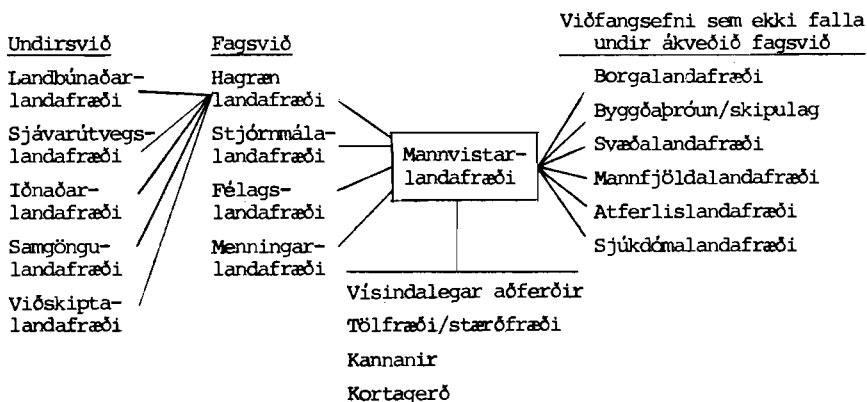 Undirsvið
Landbúnaðar-
landafræði
Sjávarútvegs-
landafræði
Iðnaðar-
landafræði
Samgöngu-
landafræði
Viðskipta-
landafræði
Fagsvið
Hagræn
landafræði
Stjórnmála-
landafræði
Félags-
landafræði
Menningar-
landafræði
Mannvistar-
landafræði
Vísindalegar aðferðir
Tölfræði/stærðfræði
Kannanir
Kortagerð
Viðfangsefni sem ekki falla
undir ákveðið fagsvið
Borgalandafræði
Byggðaþróun/skipulag
Svæðalandafræði
Mannfjöldalandafræði
Atferlislandafræði
Sjúkdómalandafræði